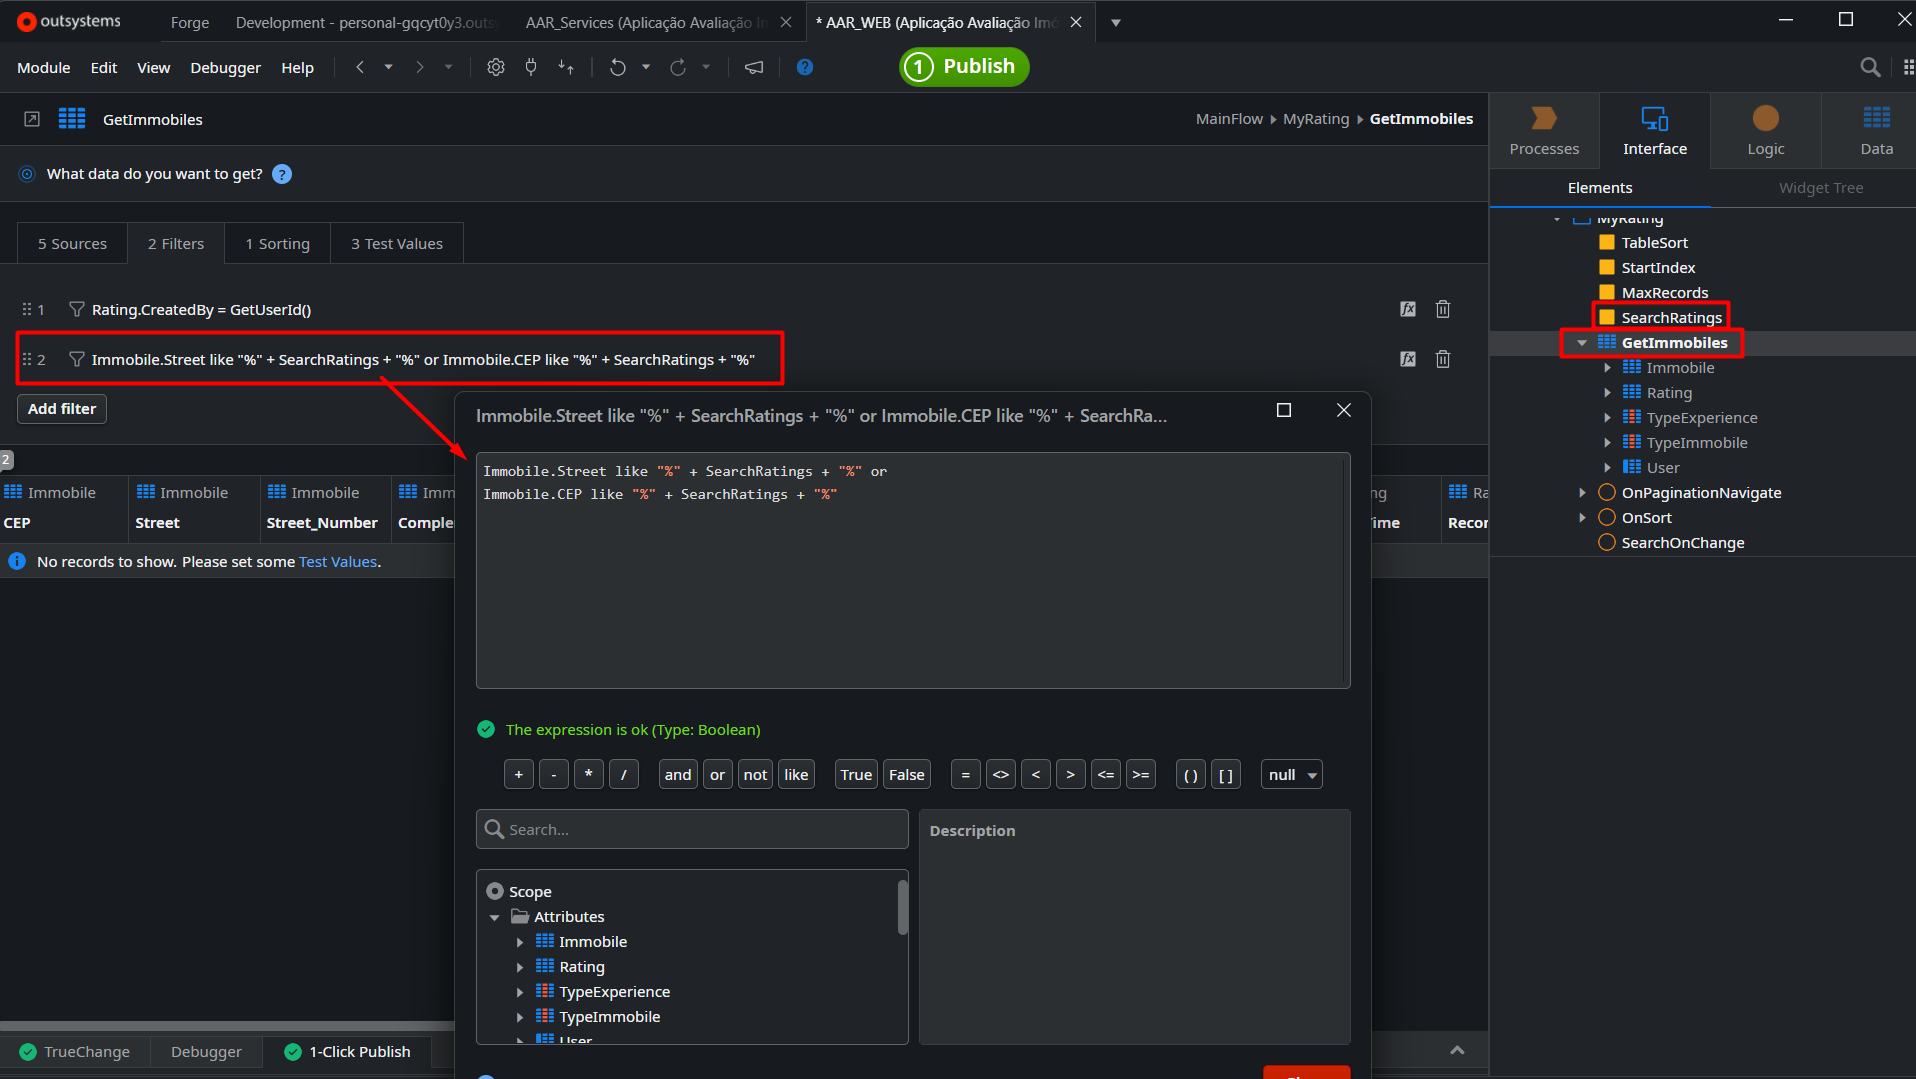 outsystems
Forge
Development - personal-gqcyt0y3.outs
AAR_Services (Aplicação Avaliação Im
* AAR_WEB (Aplicação Avaliação Imó
Module Edit View Debugger Help
1 Publish
GetImmobiles
MainFlow MyRating GetImmobiles
What data do you want to get? ?
5 Sources 2 Filters 1 Sorting 3 Test Values
1 Rating.CreatedBy = GetUserId()
2 Immobile.Street like "%" + SearchRatings + "%" or Immobile.CEP like "%" + SearchRatings + "%"
Add filter
2
Immobile
CEP
Immobile
Street
Immobile
Street_Number
Imm
Comple
ng
ime
Ra
Recor
No records to show. Please set some Test Values.
Immobile.Street like "%" + SearchRatings + "%" or Immobile.CEP like "%" + SearchRa...
Immobile.Street like "%" + SearchRatings + "%" or
Immobile.CEP like "%" + SearchRatings + "%"
The expression is ok (Type: Boolean)
+ - * / and or not like True False = <> < > <= >= ( ) [ ] null
Search...
Description
Scope
Attributes
Immobile
Rating
TypeExperience
TypeImmobile
User
TrueChange Debugger 1-Click Publish
Processes Interface Logic Data
Elements Widget Tree
MyRating
TableSort
StartIndex
MaxRecords
SearchRatings
GetImmobiles
Immobile
Rating
TypeExperience
TypeImmobile
User
OnPaginationNavigate
OnSort
SearchOnChange